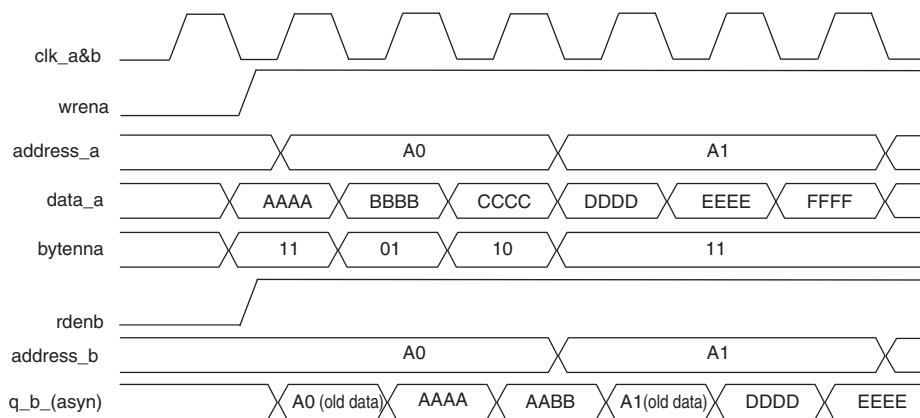 clk_a&b
wrena
address_a A0 A1
data_a AAAA BBBB CCCC DDDD EEEE FFFF
bytenna 11 01 10 11
rdenb
address_b A0 A1
q_b_(asyn) A0 (old data) AAAA AABB A1(old data) DDDD EEEE